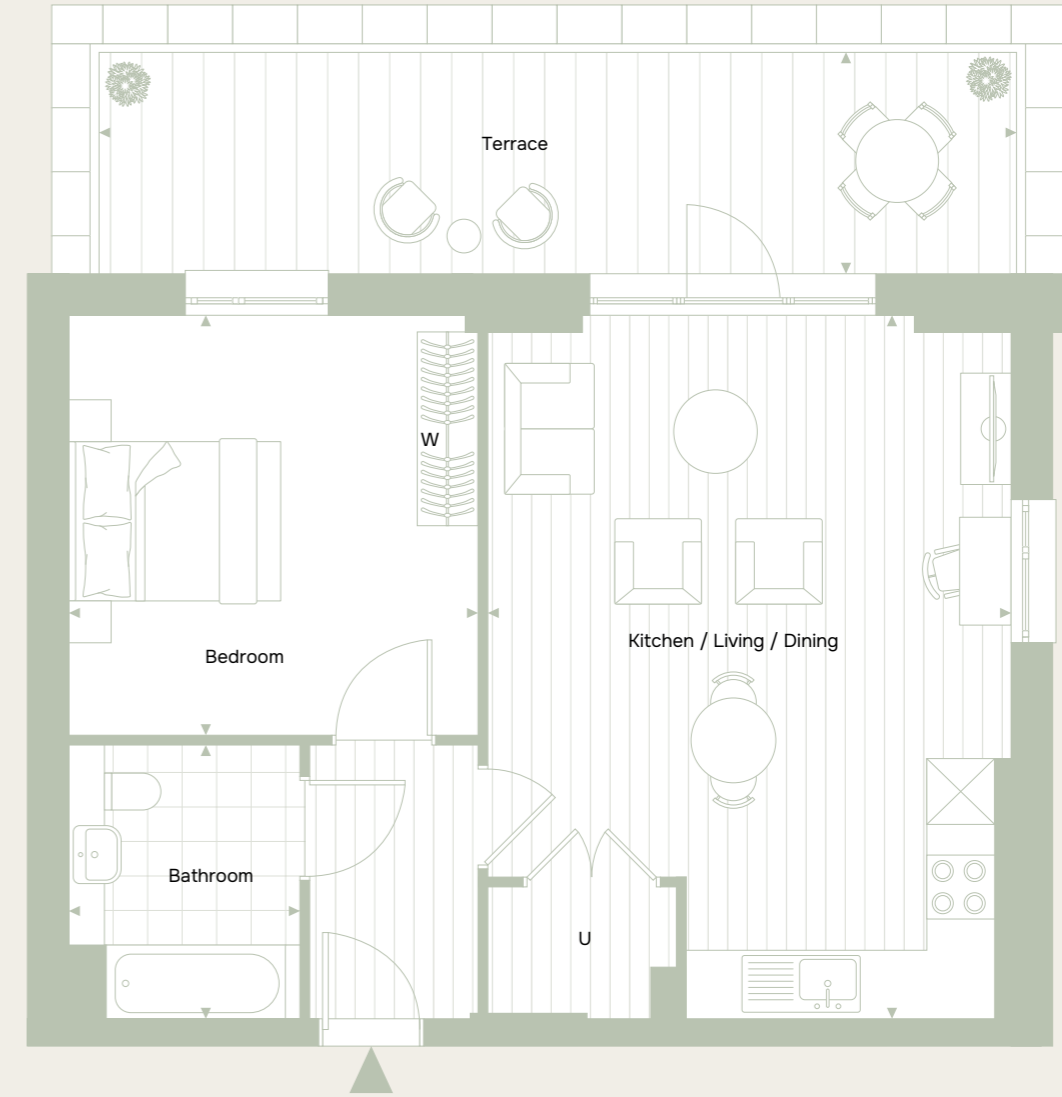 Terrace
W
Kitchen / Living / Dining
Bedroom
Bathroom
U